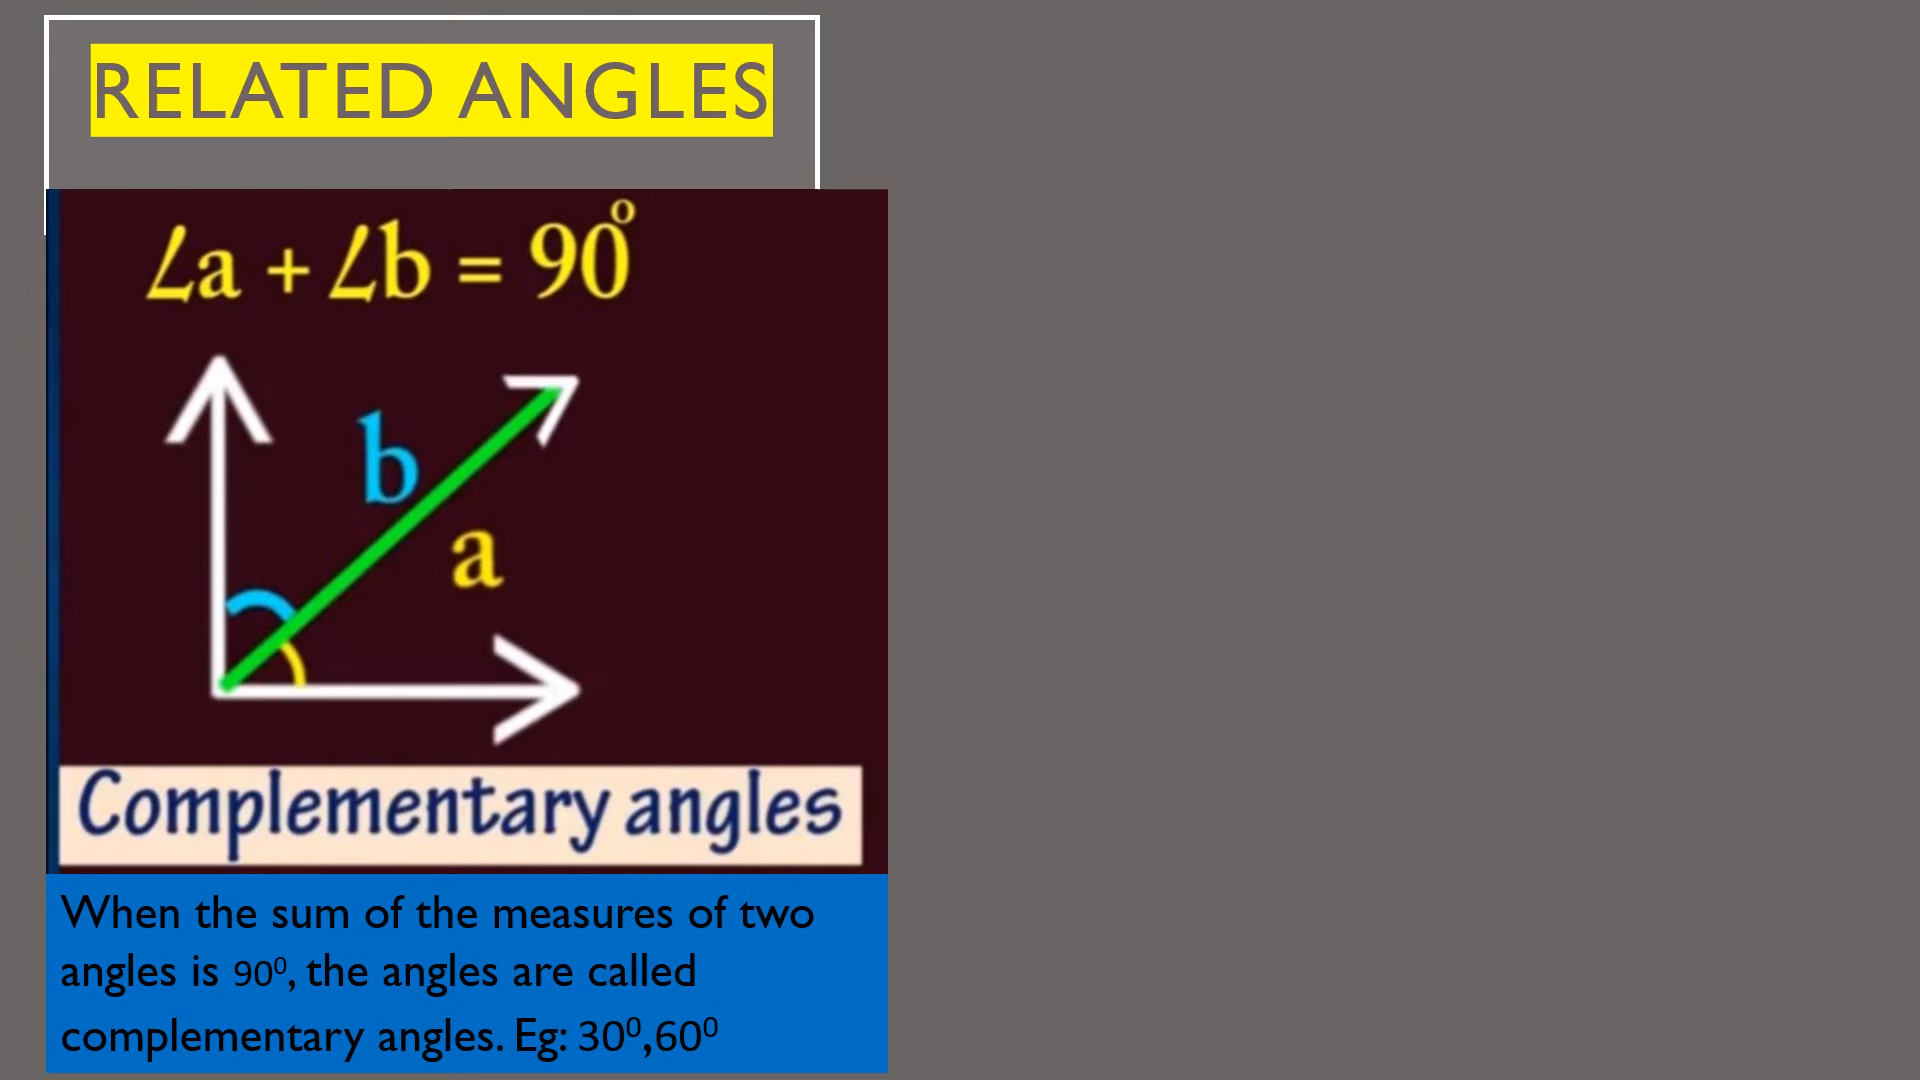 RELATED ANGLES
∠a + ∠b = 90°
b
a
Complementary angles
When the sum of the measures of two
angles is 90⁰, the angles are called
complementary angles. Eg: 30⁰,60⁰